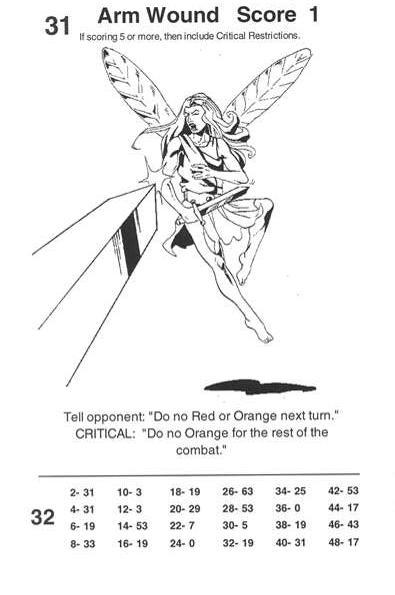 31 Arm Wound Score 1
If scoring 5 or more, then include Critical Restrictions.
Tell opponent: "Do no Red or Orange next turn."
CRITICAL: "Do no Orange for the rest of the
combat."
2- 31 10- 3 18- 19 26- 63 34- 25 42- 53
4- 31 12- 3 20- 29 28- 53 36- 0 44- 17
32 6- 19 14- 53 22- 7 30- 5 38- 19 46- 43
8- 33 16- 19 24- 0 32- 19 40- 31 48- 17